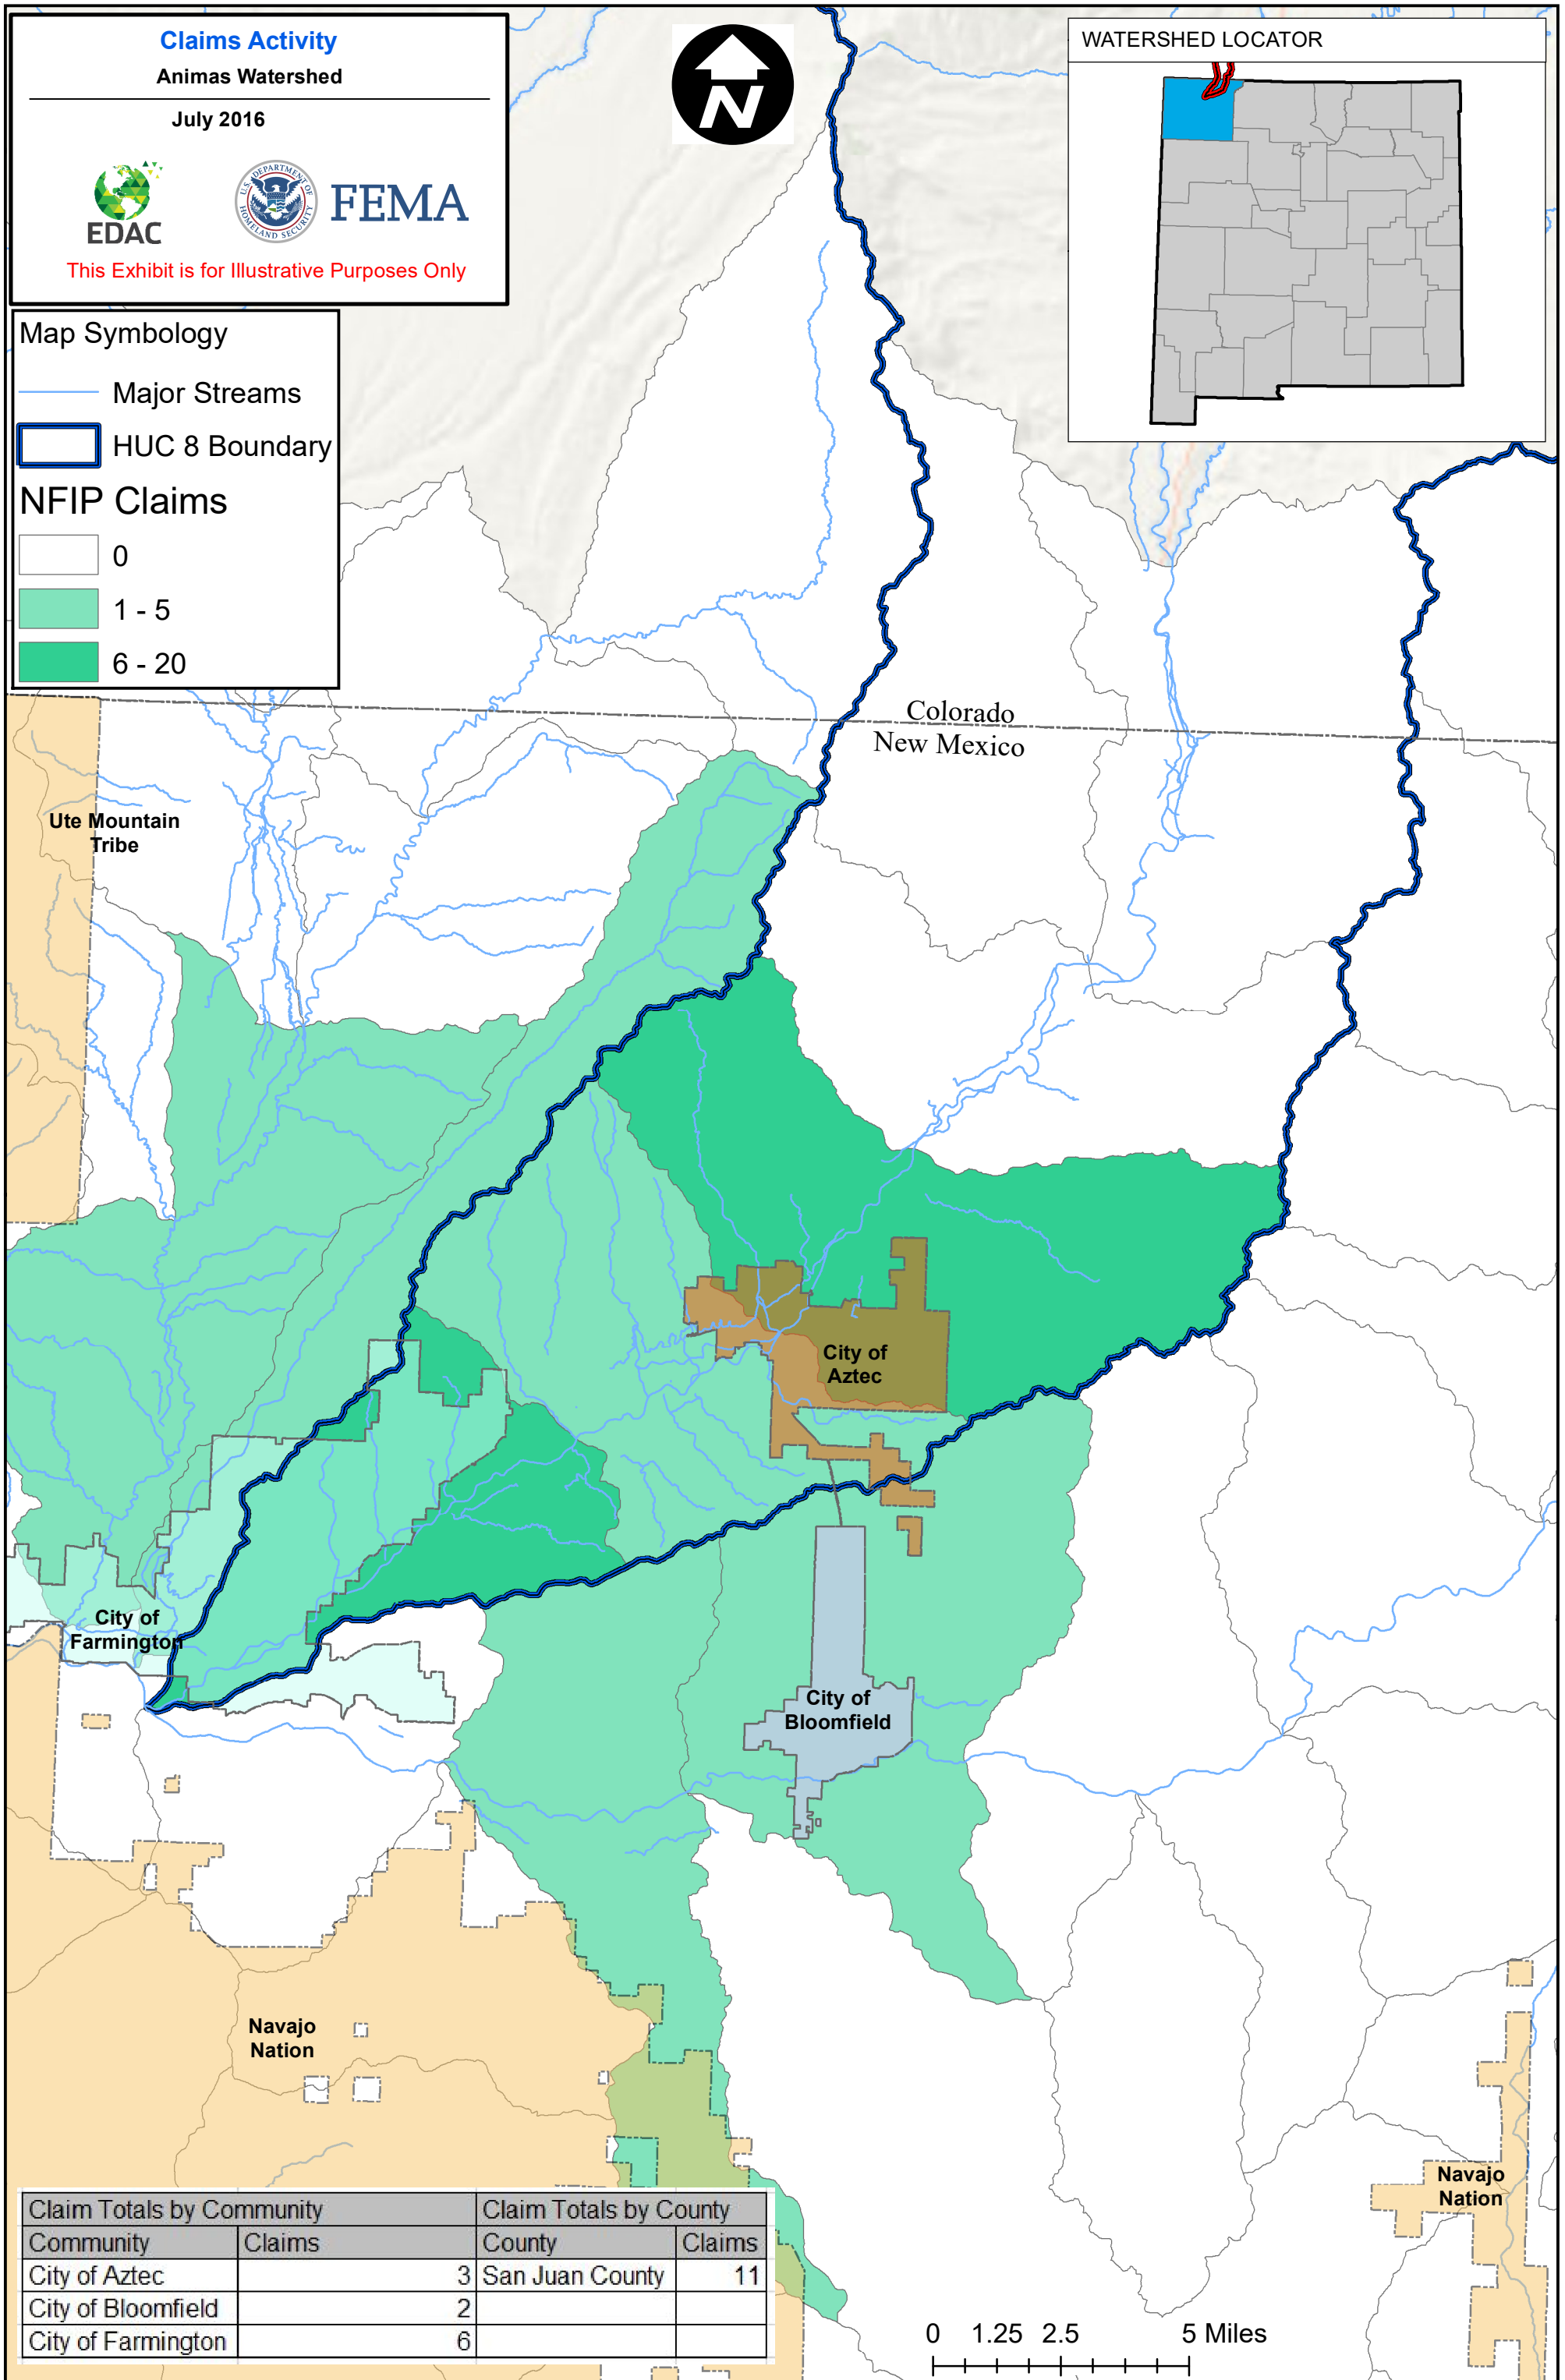 Claims Activity
Animas Watershed
July 2016
EDAC
U.S. DEPARTMENT OF
HOMELAND SECURITY
FEMA
This Exhibit is for Illustrative Purposes Only
N
WATERSHED LOCATOR
Map Symbology
Major Streams
HUC 8 Boundary
NFIP Claims
0
1 - 5
6 - 20
Colorado
New Mexico
Ute Mountain
Tribe
City of
Aztec
City of
Farmington
City of
Bloomfield
Navajo
Nation
Navajo
Nation
Claim Totals by Community Claim Totals by County
Community Claims County Claims
City of Aztec 3 San Juan County 11
City of Bloomfield 2
City of Farmington 6
0 1.25 2.5 5 Miles